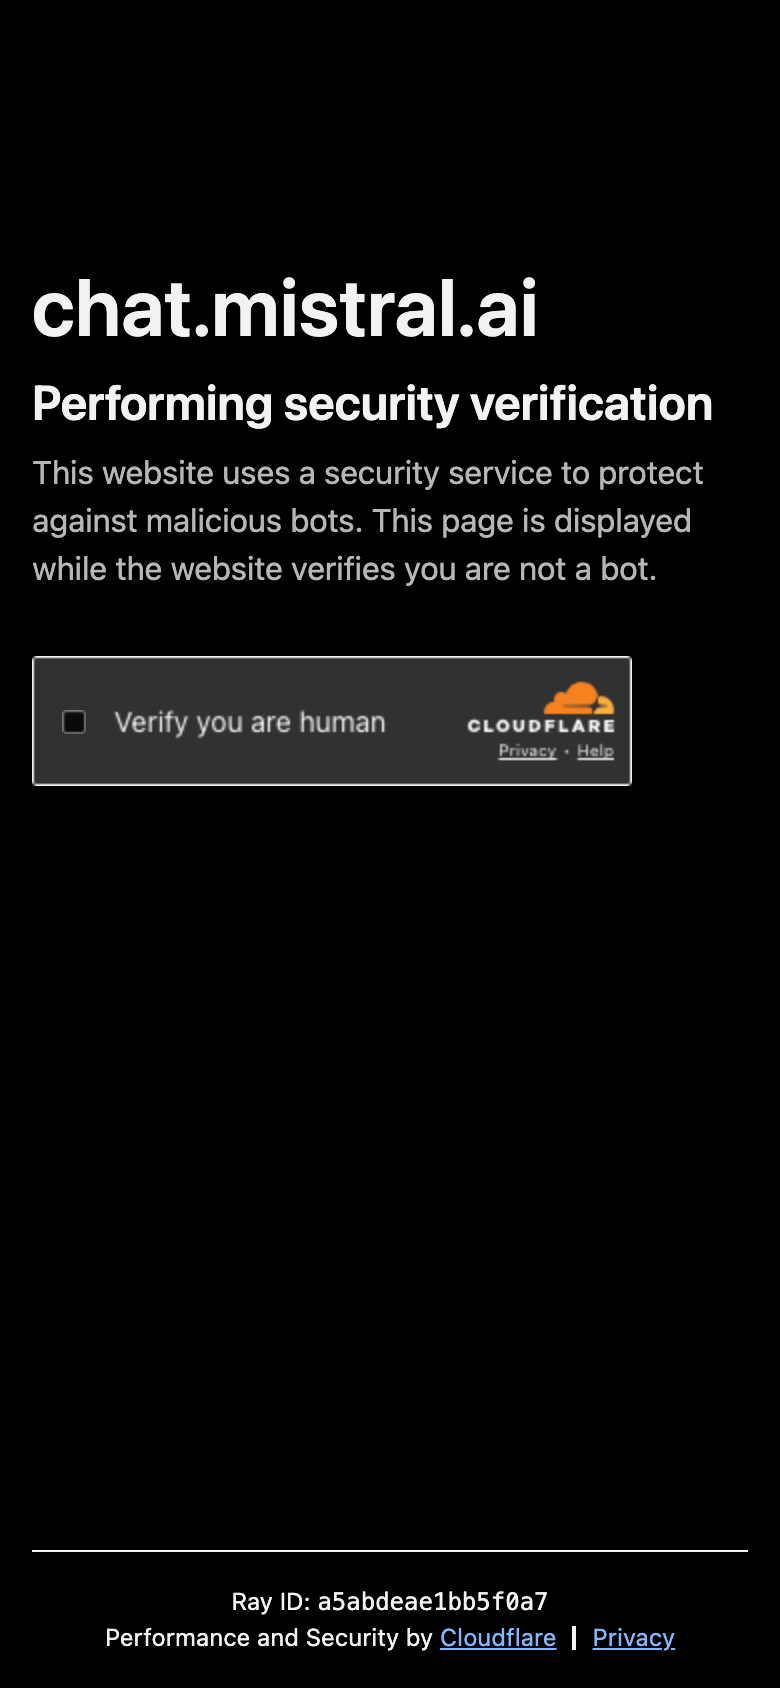 chat.mistral.ai
Performing security verification
This website uses a security service to protect
against malicious bots. This page is displayed
while the website verifies you are not a bot.
Verify you are human
CLOUDFLARE
Privacy • Help
Ray ID: a5abdeae1bb5f0a7
Performance and Security by Cloudflare | Privacy